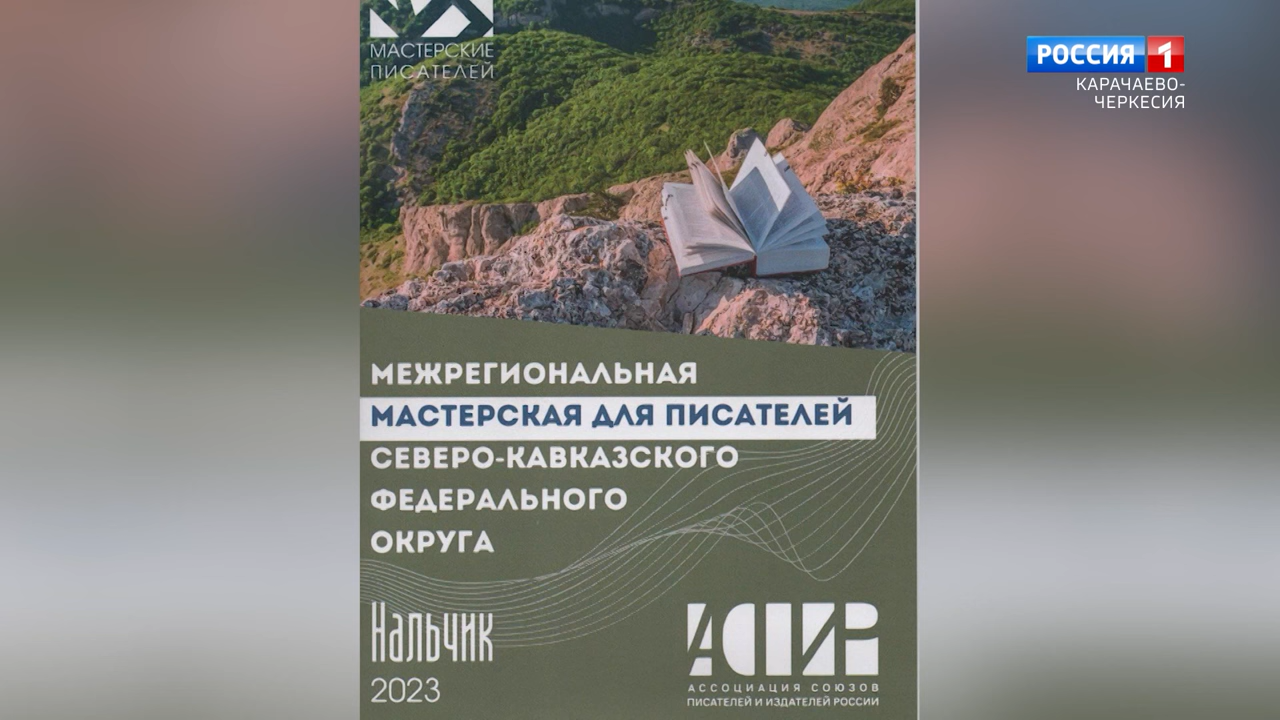 МАСТЕРСКИЕ
ПИСАТЕЛЕЙ
РОССИЯ 1
КАРАЧАЕВО-
ЧЕРКЕСИЯ
МЕЖРЕГИОНАЛЬНАЯ
МАСТЕРСКАЯ ДЛЯ ПИСАТЕЛЕЙ
СЕВЕРО-КАВКАЗСКОГО
ФЕДЕРАЛЬНОГО
ОКРУГА
Нальчик
2023
АСПИР
АССОЦИАЦИЯ СОЮЗОВ
ПИСАТЕЛЕЙ И ИЗДАТЕЛЕЙ РОССИИ